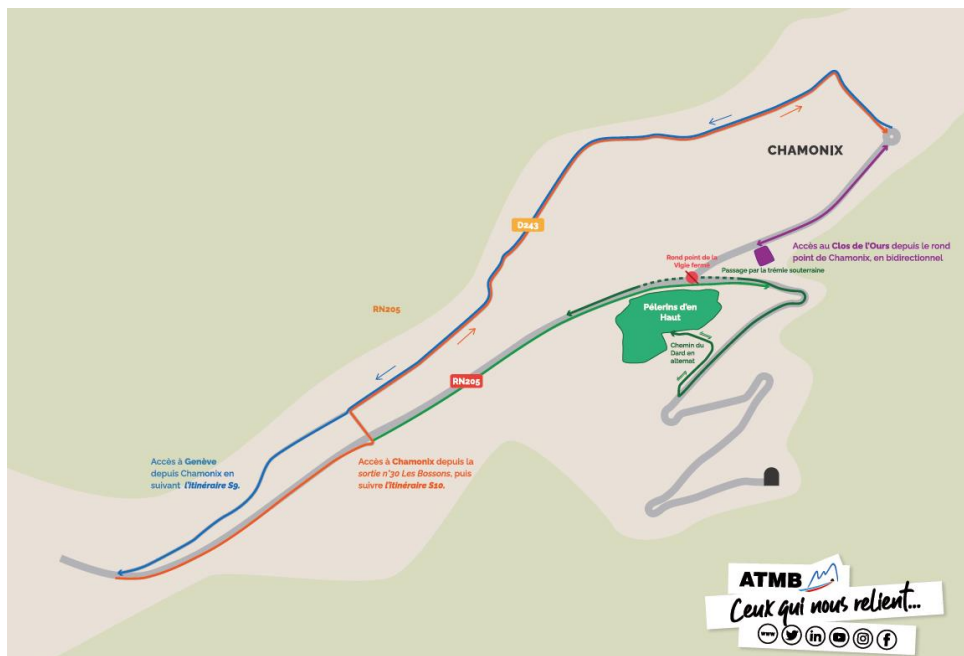 CHAMONIX
D243
Accès au Clos de l'Ours depuis le rond
point de Chamonix, en bidirectionnel
Rond point de la
Vigie fermé
Passage par la trémie souterraine
RN205
Pélerins d'en
Haut
Chemin du
Dard en
alternat
RN205
Accès à Genève
depuis Chamonix en
suivant l'itinéraire S9.
Accès à Chamonix depuis la
sortie n°30 Les Bossons, puis
suivre l'itinéraire S10.
ATMB
Ceux qui nous relient...
www